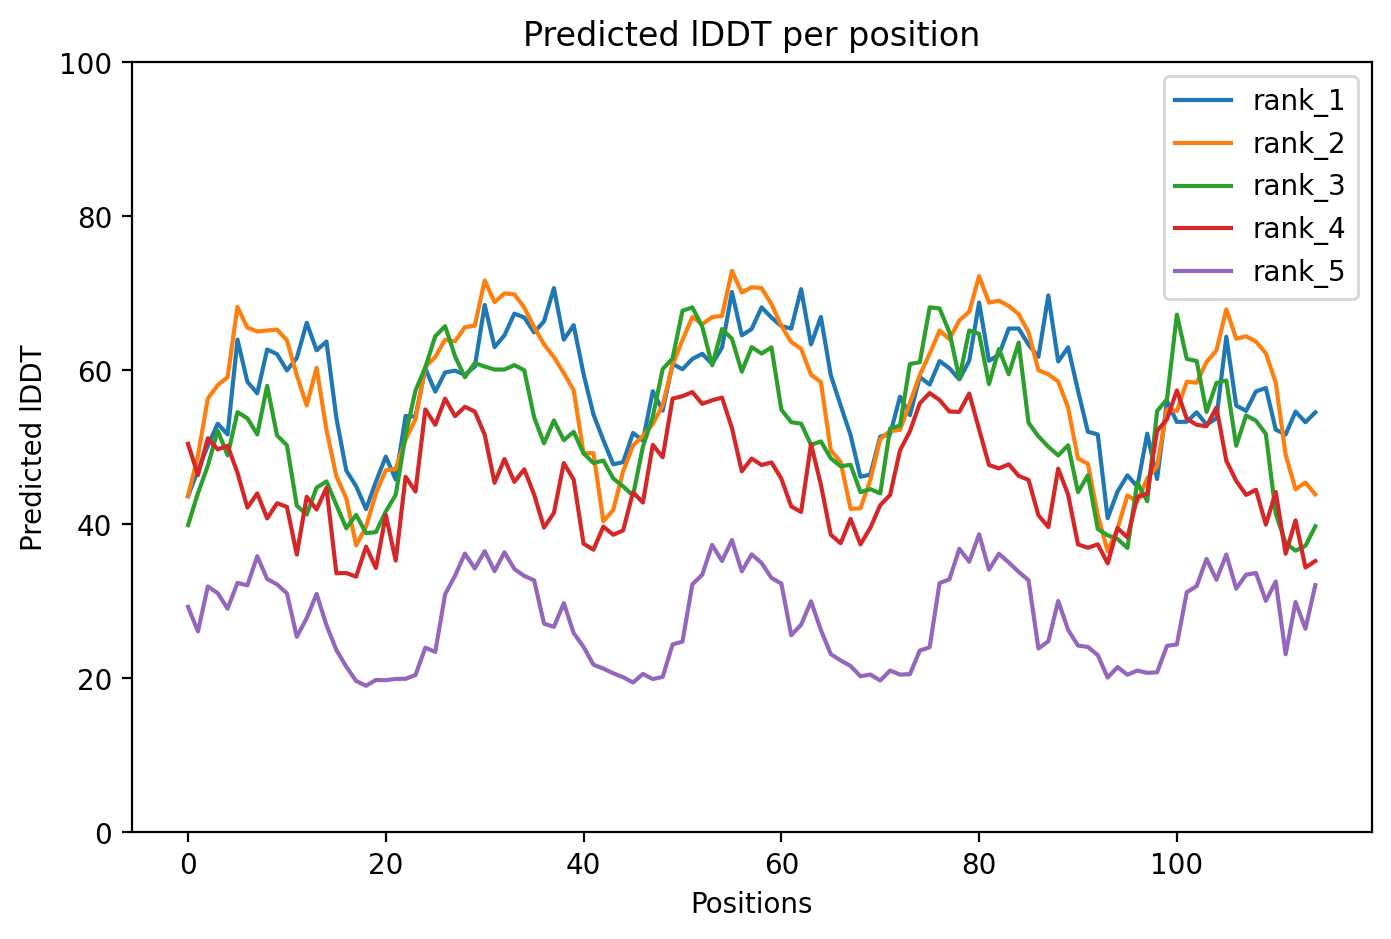 Predicted lDDT per position
100
80
60
40
20
0
Predicted lDDT
0 20 40 60 80 100
Positions
rank_1
rank_2
rank_3
rank_4
rank_5